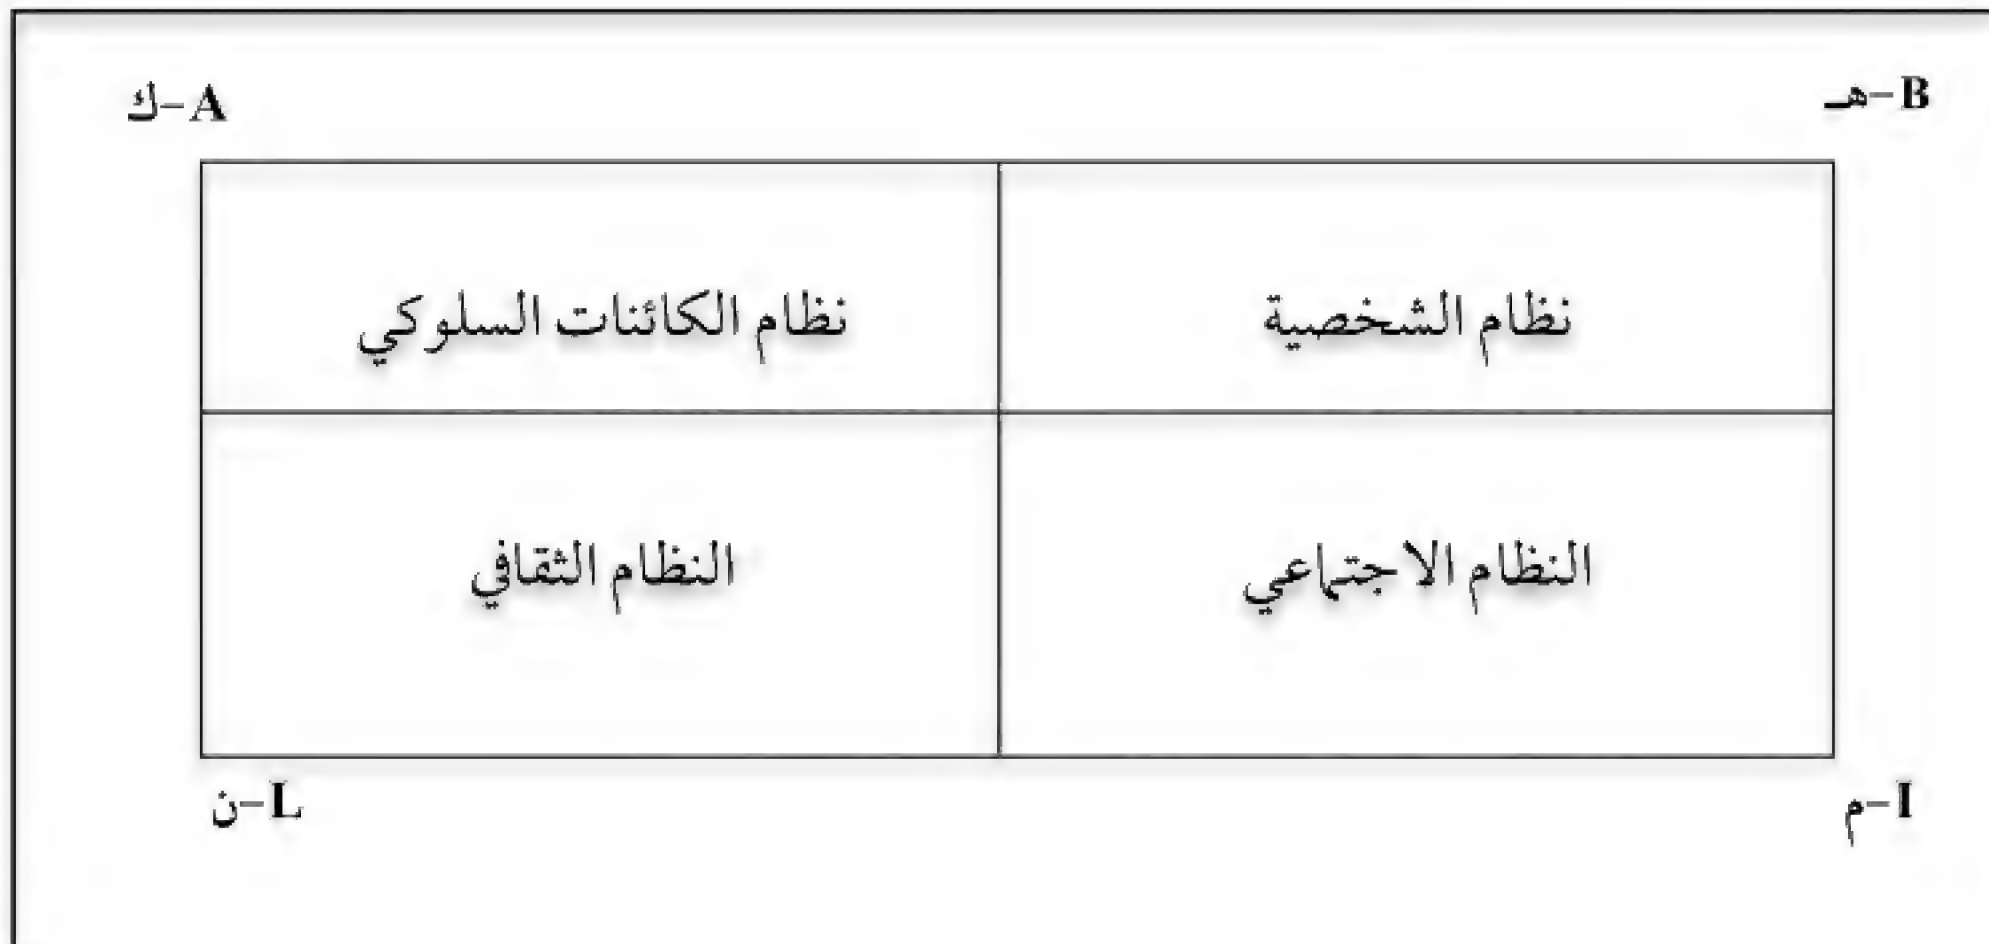 هـ-B
ك-A
نظام الشخصية
نظام الكائنات السلوكي
النظام الاجتماعي
النظام الثقافي
م-I
ن-L